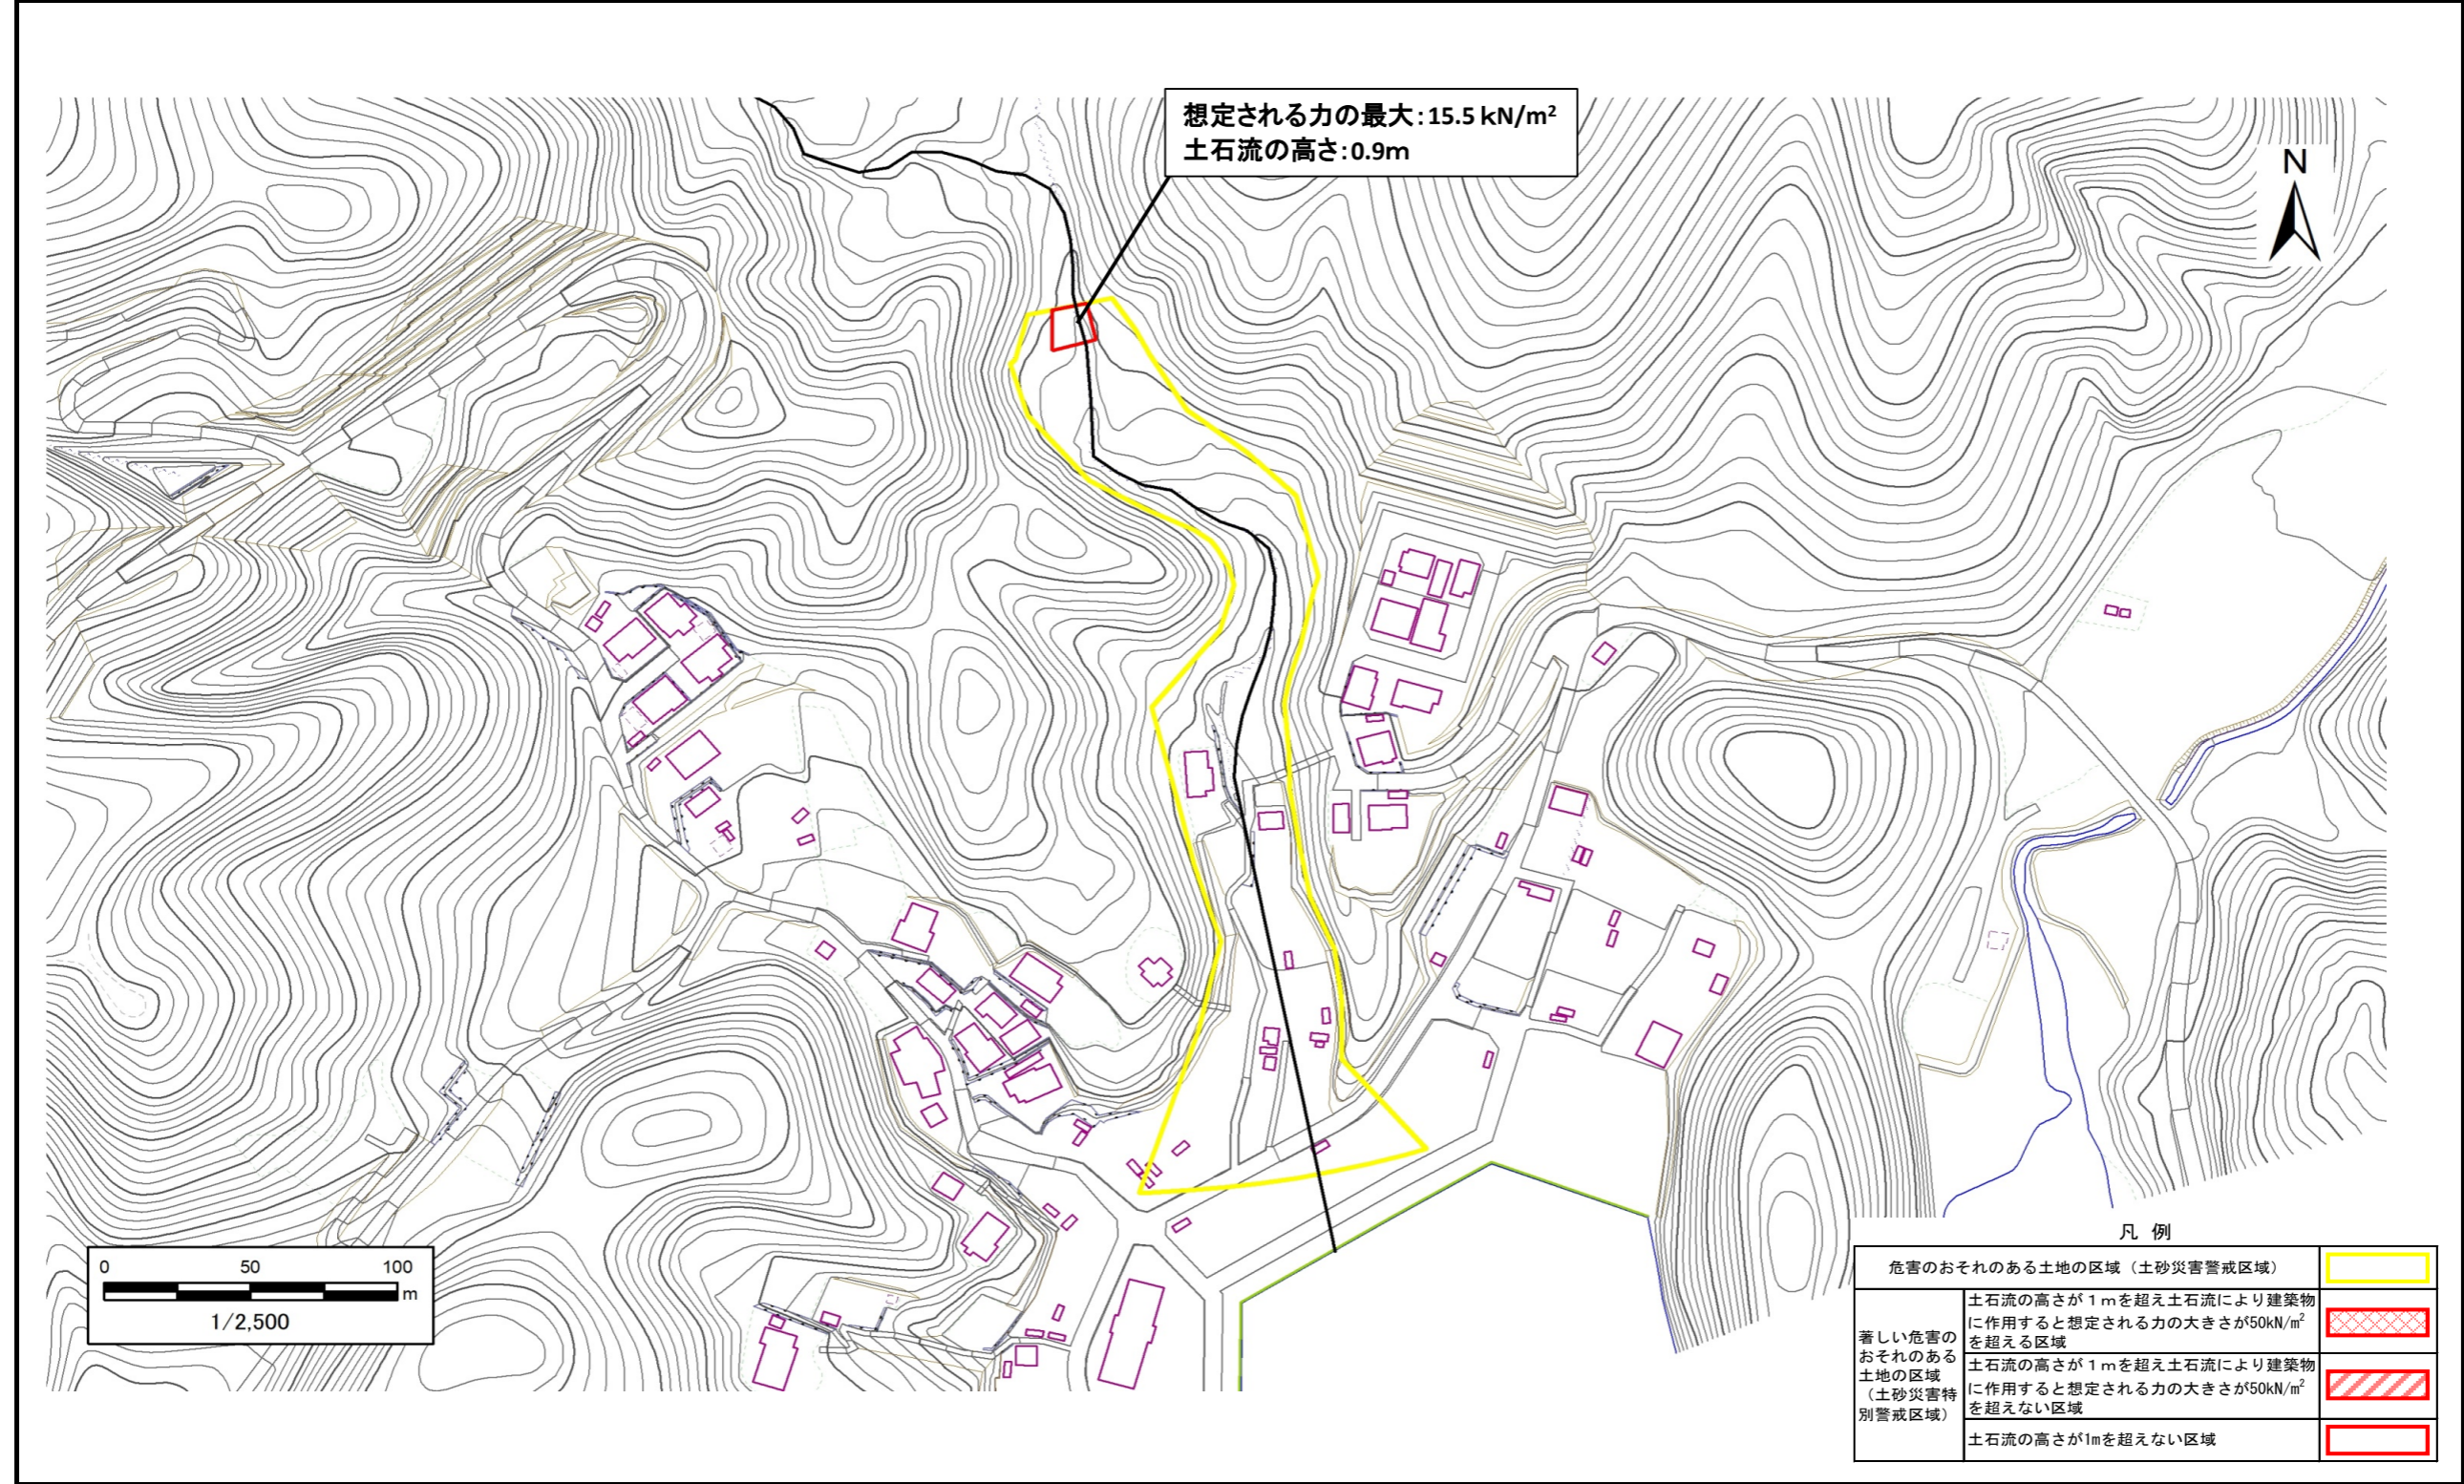 想定される力の最大：15.5kN/m²
土石流の高さ：0.9m
N
0 50 100
m
1/2,500
凡 例
危害のおそれのある土地の区域（土砂災害警戒区域）
著しい危害の
おそれのある
土地の区域
（土砂災害特
別警戒区域）
土石流の高さが１ｍを超え土石流により建築物
に作用すると想定される力の大きさが50kN/㎡
を超える区域
土石流の高さが１ｍを超え土石流により建築物
に作用すると想定される力の大きさが50kN/㎡
を超えない区域
土石流の高さが1mを超えない区域